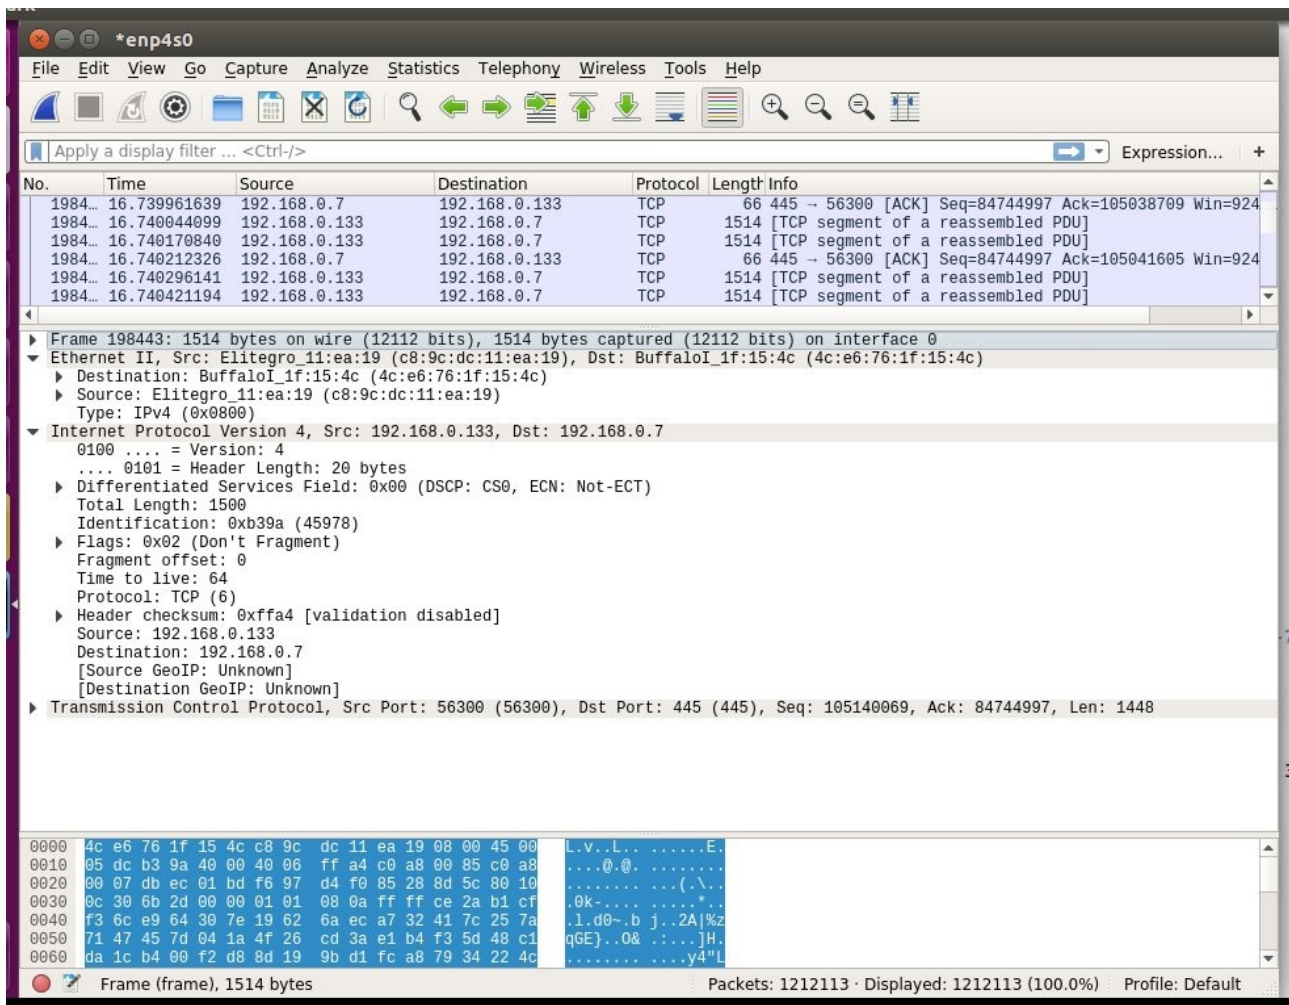 *enp4s0
File Edit View Go Capture Analyze Statistics Telephony Wireless Tools Help
Apply a display filter ... <Ctrl-/> Expression... +
No. Time Source Destination Protocol Length Info
1984… 16.739961639 192.168.0.7 192.168.0.133 TCP 66 445 → 56300 [ACK] Seq=84744997 Ack=105038709 Win=924
1984… 16.740044099 192.168.0.133 192.168.0.7 TCP 1514 [TCP segment of a reassembled PDU]
1984… 16.740170840 192.168.0.133 192.168.0.7 TCP 1514 [TCP segment of a reassembled PDU]
1984… 16.740212326 192.168.0.7 192.168.0.133 TCP 66 445 → 56300 [ACK] Seq=84744997 Ack=105041605 Win=924
1984… 16.740296141 192.168.0.133 192.168.0.7 TCP 1514 [TCP segment of a reassembled PDU]
1984… 16.740421194 192.168.0.133 192.168.0.7 TCP 1514 [TCP segment of a reassembled PDU]
Frame 198443: 1514 bytes on wire (12112 bits), 1514 bytes captured (12112 bits) on interface 0
Ethernet II, Src: Elitegro_11:ea:19 (c8:9c:dc:11:ea:19), Dst: BuffaloI_1f:15:4c (4c:e6:76:1f:15:4c)
Destination: BuffaloI_1f:15:4c (4c:e6:76:1f:15:4c)
Source: Elitegro_11:ea:19 (c8:9c:dc:11:ea:19)
Type: IPv4 (0x0800)
Internet Protocol Version 4, Src: 192.168.0.133, Dst: 192.168.0.7
0100 .... = Version: 4
.... 0101 = Header Length: 20 bytes
Differentiated Services Field: 0x00 (DSCP: CS0, ECN: Not-ECT)
Total Length: 1500
Identification: 0xb39a (45978)
Flags: 0x02 (Don't Fragment)
Fragment offset: 0
Time to live: 64
Protocol: TCP (6)
Header checksum: 0xffa4 [validation disabled]
Source: 192.168.0.133
Destination: 192.168.0.7
[Source GeoIP: Unknown]
[Destination GeoIP: Unknown]
Transmission Control Protocol, Src Port: 56300 (56300), Dst Port: 445 (445), Seq: 105140069, Ack: 84744997, Len: 1448
0000 4c e6 76 1f 15 4c c8 9c dc 11 ea 19 08 00 45 00 L.v..L.. ......E.
0010 05 dc b3 9a 40 00 40 06 ff a4 c0 a8 00 85 c0 a8 ....@.@. ........
0020 00 07 db ec 01 bd f6 97 d4 f0 85 28 8d 5c 80 10 ........ ...(.\..
0030 0c 30 6b 2d 00 00 01 01 08 0a ff ff ce 2a b1 cf .0k-.... .....*..
0040 f3 6c e9 64 30 7e 19 62 6a ec a7 32 41 7c 25 7a .l.d0~.b j..2A|%z
0050 71 47 45 7d 04 1a 4f 26 cd 3a e1 b4 f3 5d 48 c1 qGE}..O& .:...]H.
0060 da 1c b4 00 f2 d8 8d 19 9b d1 fc a8 79 34 22 4c ........ ....y4"L
Frame (frame), 1514 bytes Packets: 1212113 · Displayed: 1212113 (100.0%) Profile: Default